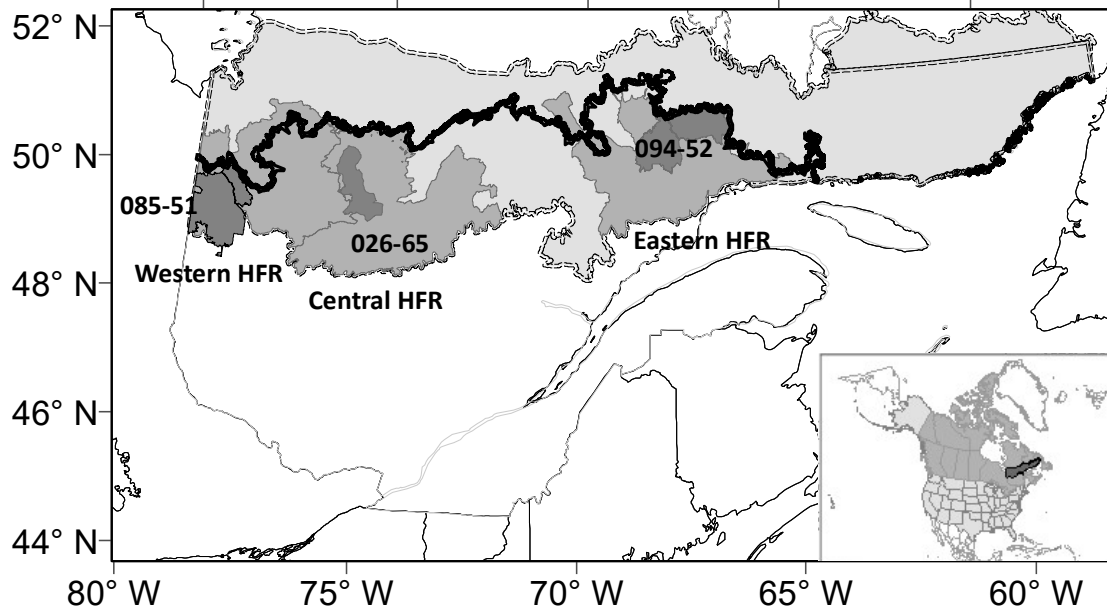 52° N
50° N
094-52
085-51
026-65
Eastern HFR
Western HFR
48° N
Central HFR
46° N
44° N
80° W
75° W
70° W
65° W
60° W